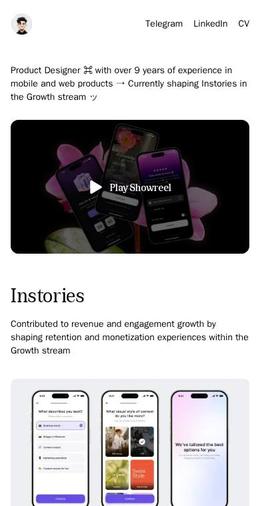 Telegram LinkedIn CV
Product Designer ⌘ with over 9 years of experience in
mobile and web products → Currently shaping Instories in
the Growth stream ツ
Play Showreel
Instories
Contributed to revenue and engagement growth by
shaping retention and monetization experiences within the
Growth stream
What describes you best?
What visual style of content
do you like more?
We've tailored the best
options for you